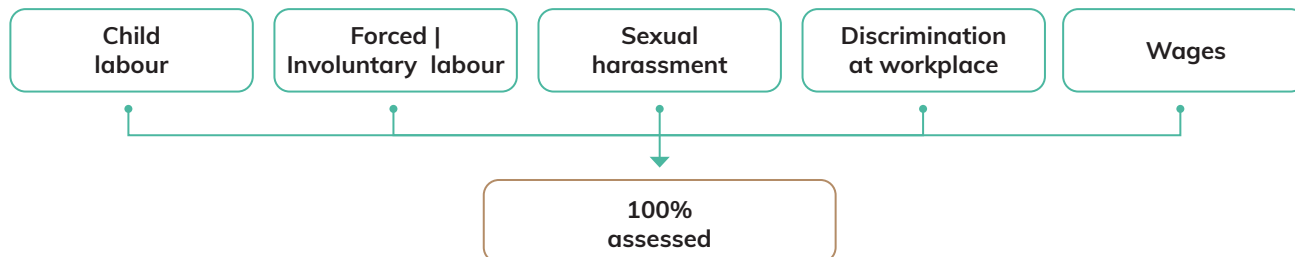 Child
labour
Forced |
Involuntary  labour
Sexual
harassment
Discrimination
at workplace
Wages
100%
assessed